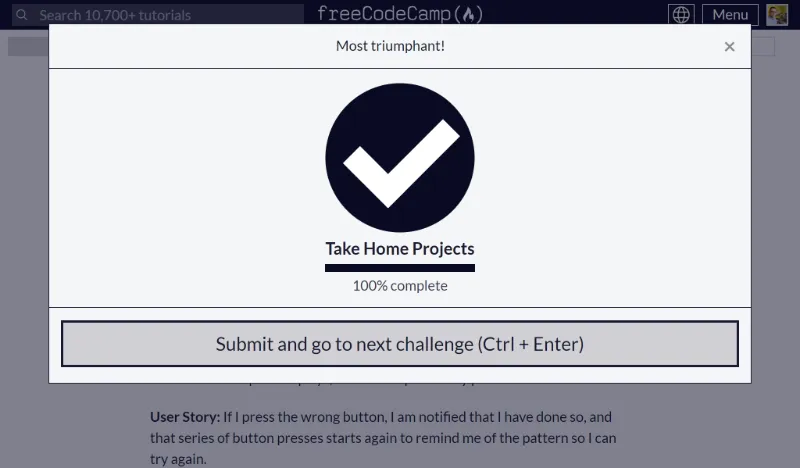 Search 10,700+ tutorials
freeCodeCamp
Menu
Most triumphant!
×
Take Home Projects
100% complete
Submit and go to next challenge (Ctrl + Enter)
User Story: If I press the wrong button, I am notified that I have done so, and
that series of button presses starts again to remind me of the pattern so I can
try again.